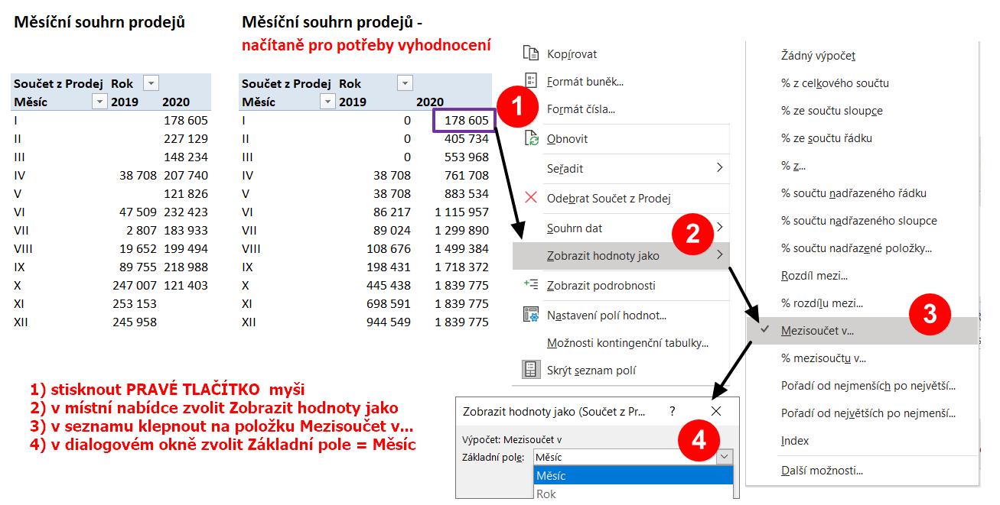 Měsíční souhrn prodejů
Součet z Prodej Rok
Měsíc 2019 2020
I 178 605
II 227 129
III 148 234
IV 38 708 207 740
V 121 826
VI 47 509 232 423
VII 2 807 183 933
VIII 19 652 199 494
IX 89 755 218 988
X 247 007 121 403
XI 253 153
XII 245 958
Měsíční souhrn prodejů -
načítaně pro potřeby vyhodnocení
Součet z Prodej Rok
Měsíc 2019 2020
I 0 178 605
II 0 405 734
III 0 553 968
IV 38 708 761 708
V 38 708 883 534
VI 86 217 1 115 957
VII 89 024 1 299 890
VIII 108 676 1 499 384
IX 198 431 1 718 372
X 445 438 1 839 775
XI 698 591 1 839 775
XII 944 549 1 839 775
1
Kopírovat
Formát buněk...
Formát čísla...
Obnovit
Seřadit
Odebrat Součet z Prodej
Souhrn dat
2
Zobrazit hodnoty jako
Zobrazit podrobnosti
Nastavení polí hodnot...
Možnosti kontingenční tabulky...
Skrýt seznam polí
Žádný výpočet
% z celkového součtu
% ze součtu sloupce
% ze součtu řádku
% z...
% součtu nadřazeného řádku
% součtu nadřazeného sloupce
% součtu nadřazené položky...
Rozdíl mezi...
% rozdílu mezi...
3
Mezisoučet v...
% mezisoučtu v...
Pořadí od nejmenších po největší...
Pořadí od největších po nejmenší...
Index
Další možnosti...
1) stisknout PRAVÉ TLAČÍTKO myši
2) v místní nabídce zvolit Zobrazit hodnoty jako
3) v seznamu klepnout na položku Mezisoučet v...
4) v dialogovém okně zvolit Základní pole = Měsíc
Zobrazit hodnoty jako (Součet z Pr... ?
Výpočet: Mezisoučet v
4
Základní pole: Měsíc
Měsíc
Rok